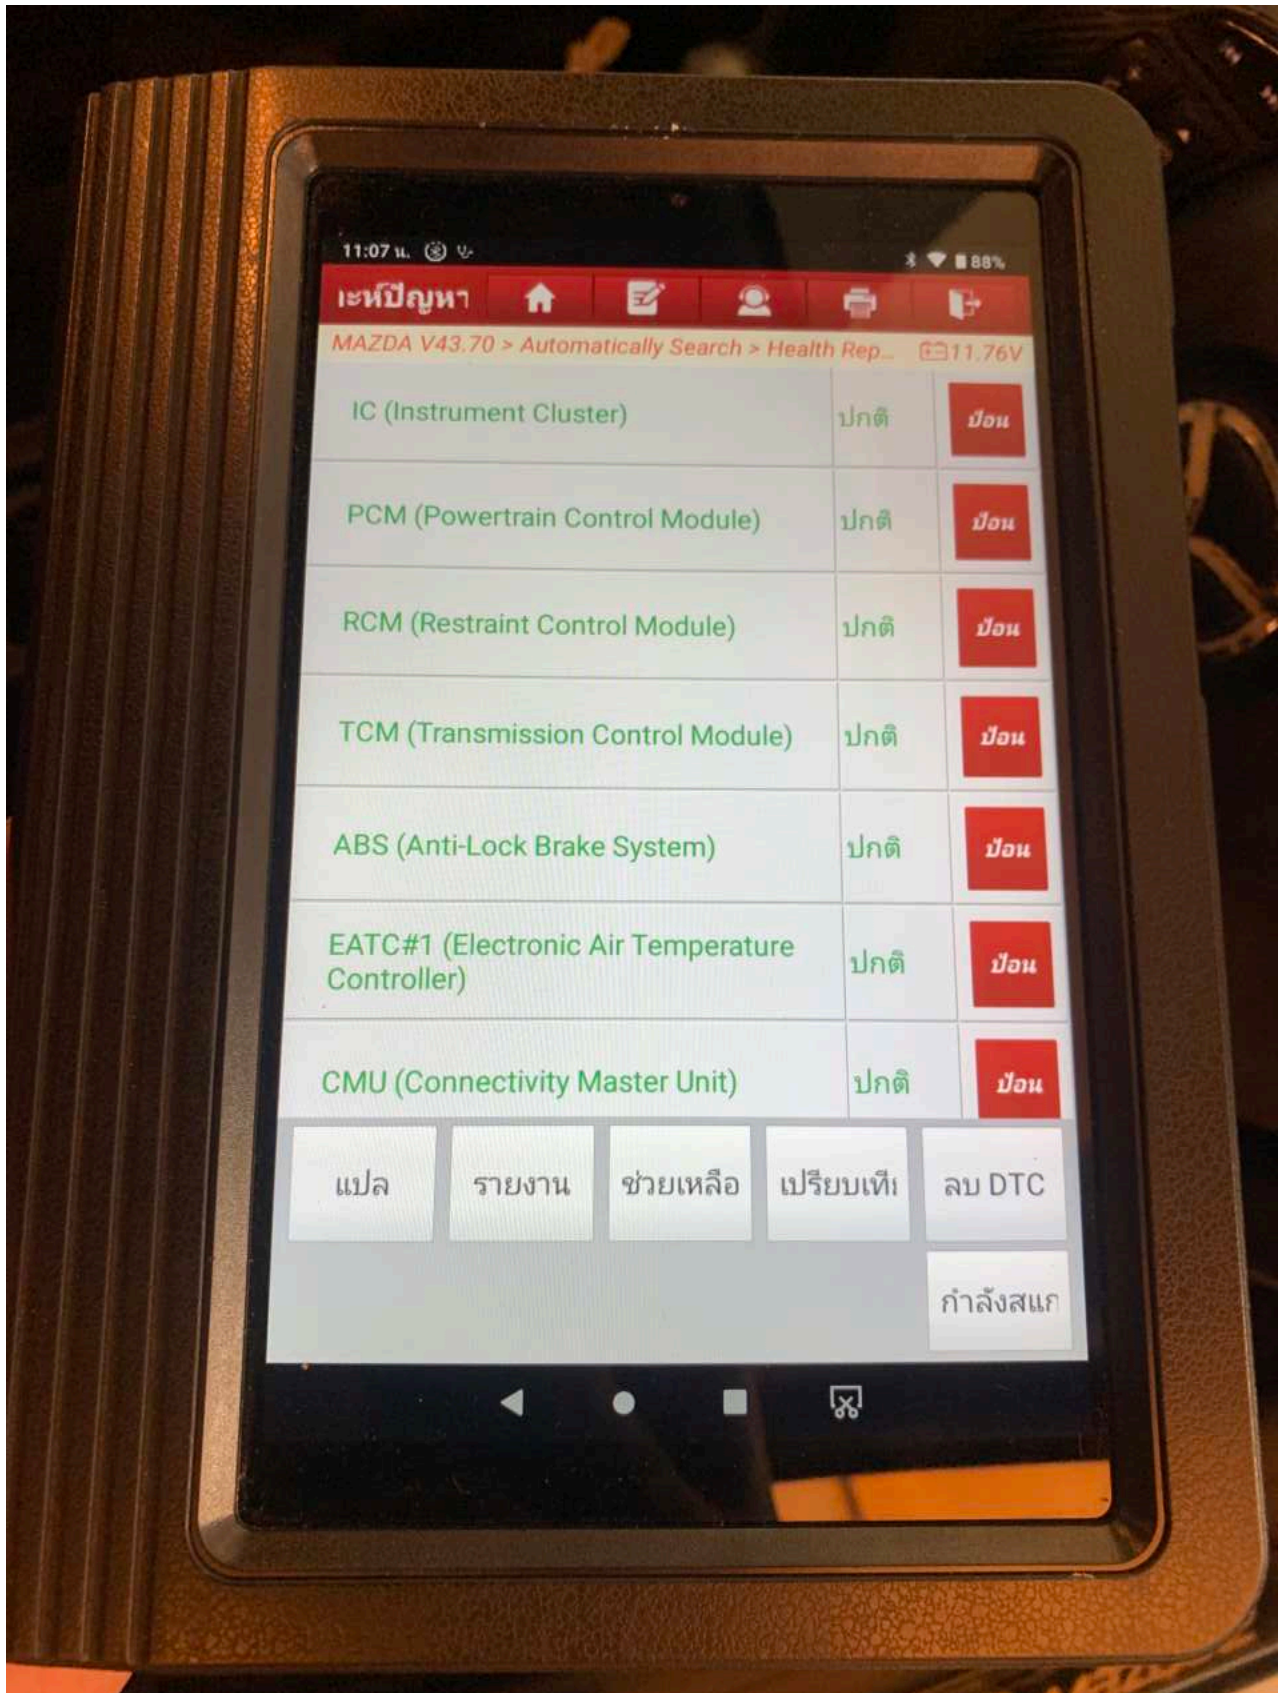 11:07 น.
88%
ะห์ปัญหา
MAZDA V43.70 > Automatically Search > Health Rep... 11.76V
IC (Instrument Cluster) ปกติ ป้อน
PCM (Powertrain Control Module) ปกติ ป้อน
RCM (Restraint Control Module) ปกติ ป้อน
TCM (Transmission Control Module) ปกติ ป้อน
ABS (Anti-Lock Brake System) ปกติ ป้อน
EATC#1 (Electronic Air Temperature
Controller) ปกติ ป้อน
CMU (Connectivity Master Unit) ปกติ ป้อน
แปล รายงาน ช่วยเหลือ เปรียบเทีย ลบ DTC
กำลังสแก